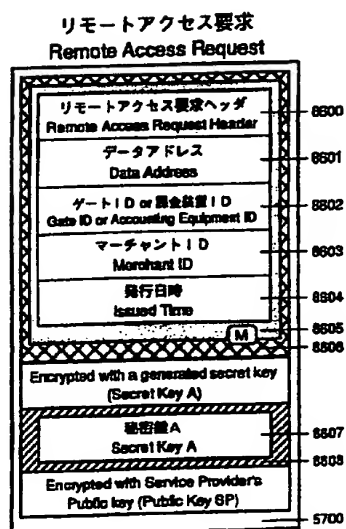 リモートアクセス要求
Remote Access Request
リモートアクセス要求ヘッダ
Remote Access Request Header
8600
データアドレス
Data Address
8601
ゲートID or 課金装置ID
Gate ID or Accounting Equipment ID
8602
マーチャントID
Merchant ID
8603
発行日時
Issued Time
8604
8605
M
8606
Encrypted with a generated secret key
(Secret Key A)
秘密鍵A
Secret Key A
8607
8608
Encrypted with Service Provider's
Public key (Public Key SP)
5700